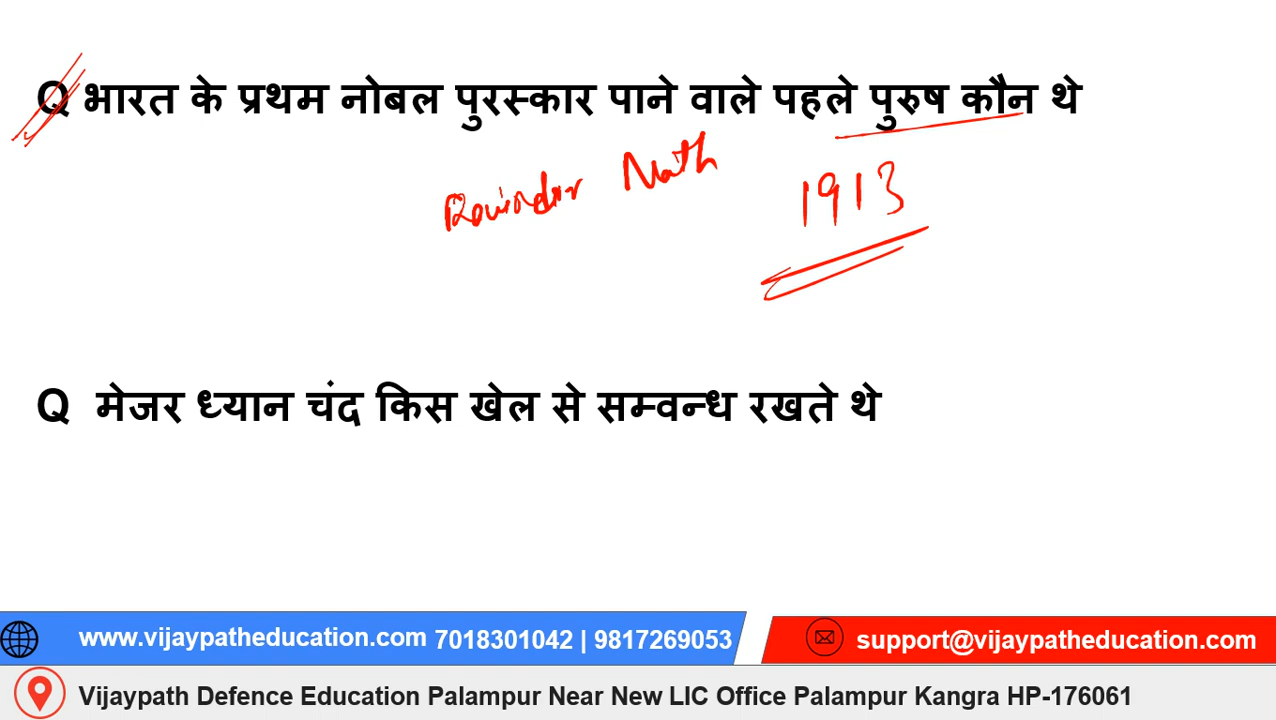 Q भारत के प्रथम नोबल पुरस्कार पाने वाले पहले पुरुष कौन थे
Ravinder Nath 1913
Q मेजर ध्यान चंद किस खेल से सम्वन्ध रखते थे
www.vijaypatheducation.com 7018301042 | 9817269053 support@vijaypatheducation.com
Vijaypath Defence Education Palampur Near New LIC Office Palampur Kangra HP-176061